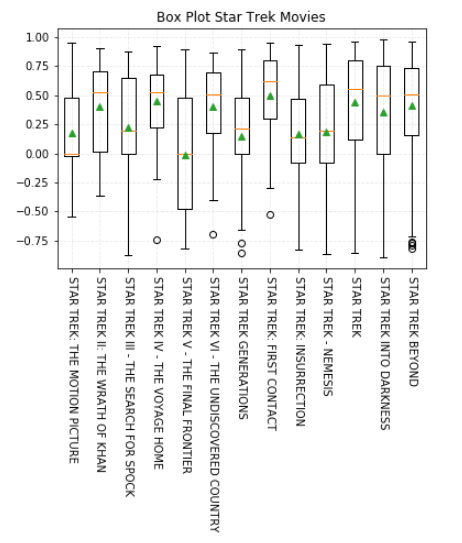 Box Plot Star Trek Movies
1.00
0.75
0.50
0.25
0.00
−0.25
−0.50
−0.75
STAR TREK: THE MOTION PICTURE
STAR TREK II: THE WRATH OF KHAN
STAR TREK III - THE SEARCH FOR SPOCK
STAR TREK IV - THE VOYAGE HOME
STAR TREK V - THE FINAL FRONTIER
STAR TREK VI - THE UNDISCOVERED COUNTRY
STAR TREK GENERATIONS
STAR TREK: FIRST CONTACT
STAR TREK: INSURRECTION
STAR TREK - NEMESIS
STAR TREK
STAR TREK INTO DARKNESS
STAR TREK BEYOND